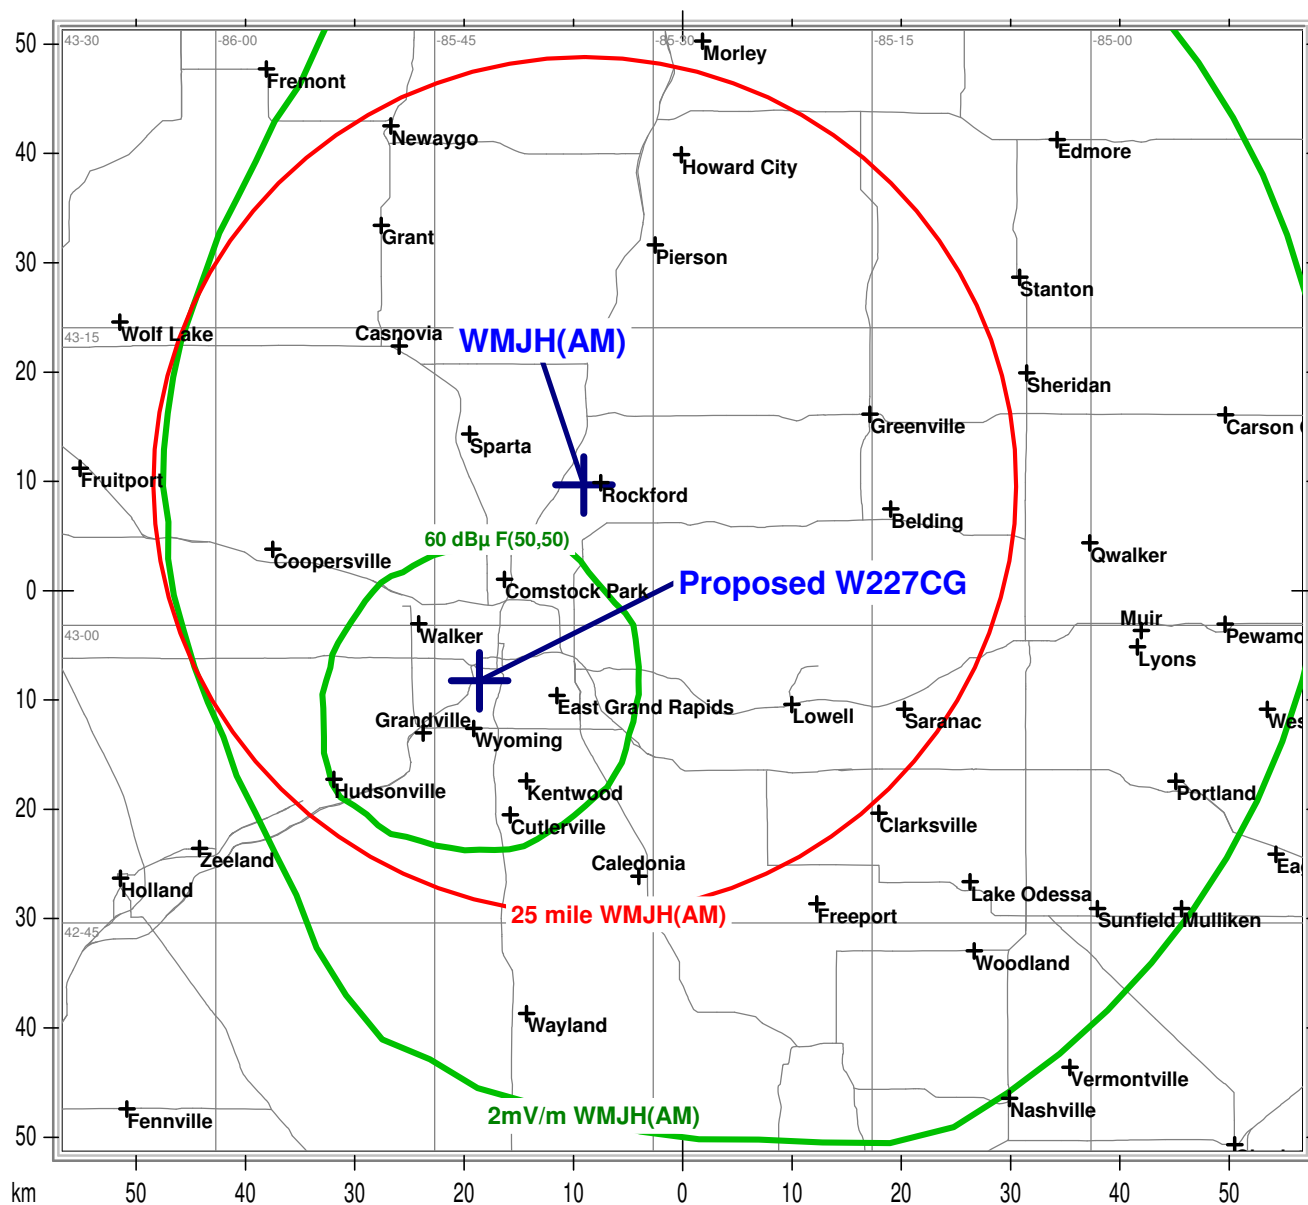 50
43-30
-86-00
-85-45
-85-30
-85-15
-85-00
Morley
Fremont
Newaygo
40
Howard City
Edmore
Grant
30
Pierson
Stanton
Wolf Lake
43-15
Casnovia
WMJH(AM)
20
Sheridan
Greenville
Carson
Sparta
Fruitport
10
Rockford
Belding
60 dBµ F(50,50)
Coopersville
Qwalker
0
Comstock Park
Proposed W227CG
43-00
Walker
Muir
Pewamo
Lyons
10
East Grand Rapids
Lowell
Saranac
Wes
Grandville
Wyoming
Hudsonville
Kentwood
Portland
20
Cutlerville
Clarksville
Zeeland
Caledonia
Ea
Holland
Lake Odessa
25 mile WMJH(AM)
Freeport
Sunfield
Mulliken
30
42-45
Woodland
40
Wayland
Vermontville
Nashville
2mV/m WMJH(AM)
Fennville
50
km
50
40
30
20
10
0
10
20
30
40
50